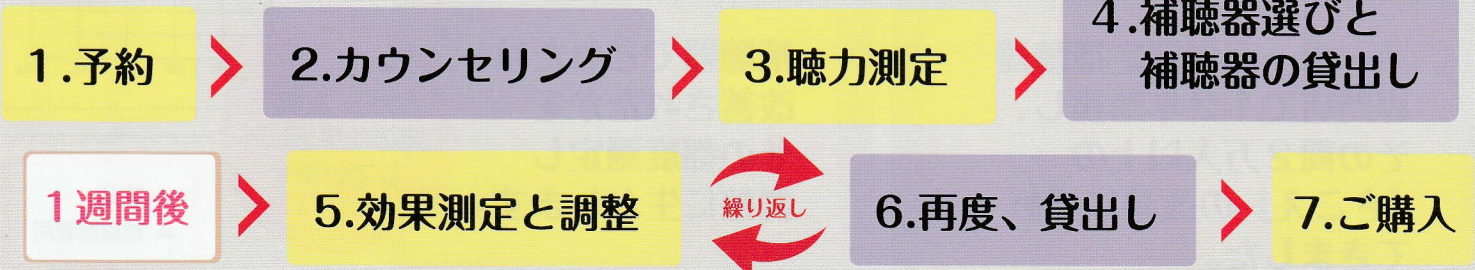 1.予約
2.カウンセリング
3.聴力測定
4.補聴器選びと
補聴器の貸出し
1週間後
5.効果測定と調整
繰り返し
6.再度、貸出し
7.ご購入